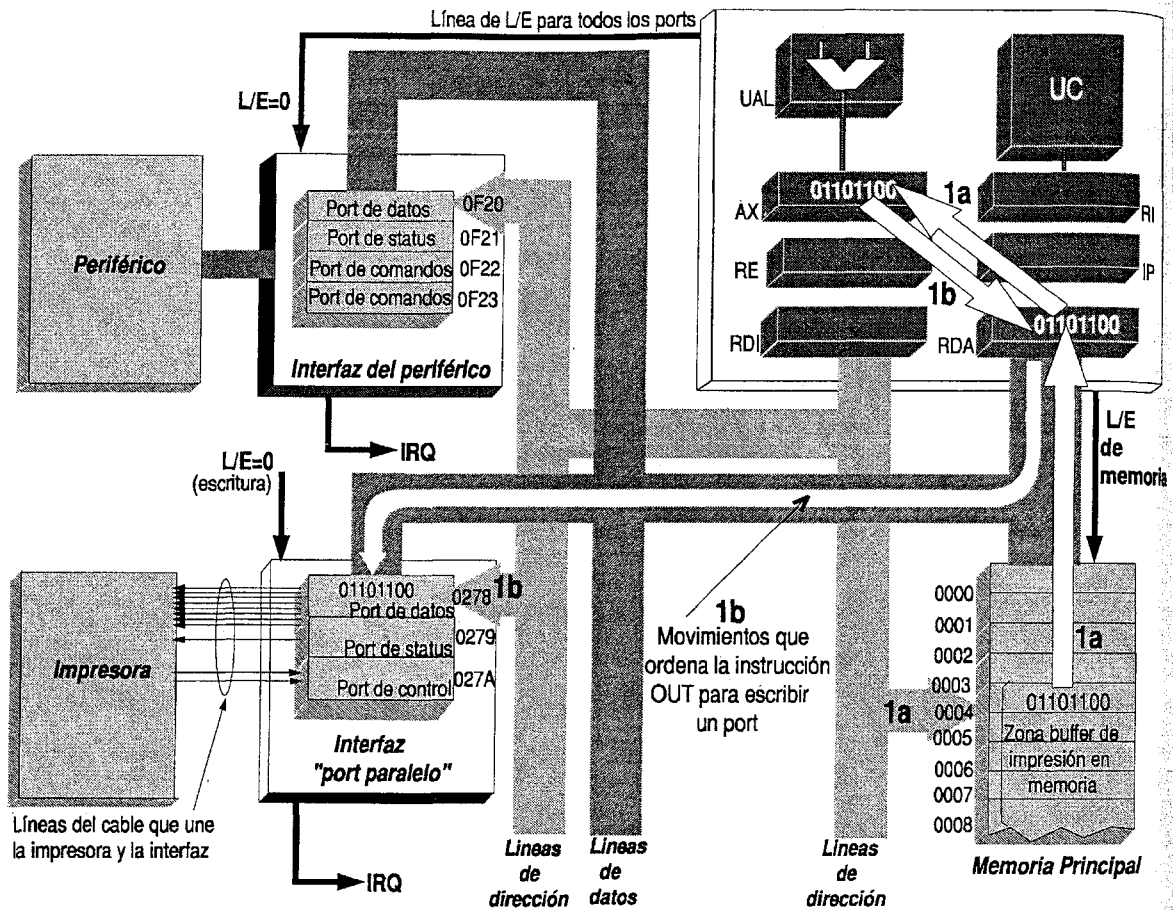 Línea de L/E para todos los ports
L/E=0
UAL
UC
Port de datos
0F20
Port de status
0F21
Port de comandos
0F22
Port de comandos
0F23
Periférico
Interfaz del periférico
IRQ
01101100
1a
AX
RI
RE
IP
1b
01101100
RDI
RDA
L/E
de
memoria
L/E=0
(escritura)
01101100
Port de datos
0278
1b
Port de status
0279
Port de control
027A
Impresora
Interfaz
"port paralelo"
Líneas del cable que une
la impresora y la interfaz
IRQ
1b
Movimientos que
ordena la instrucción
OUT para escribir
un port
1a
0000
0001
0002
0003
0004
0005
0006
0007
0008
1a
01101100
Zona buffer de
impresión en
memoria
Memoria Principal
Lineas
de
dirección
Líneas
de
datos
Líneas
de
dirección